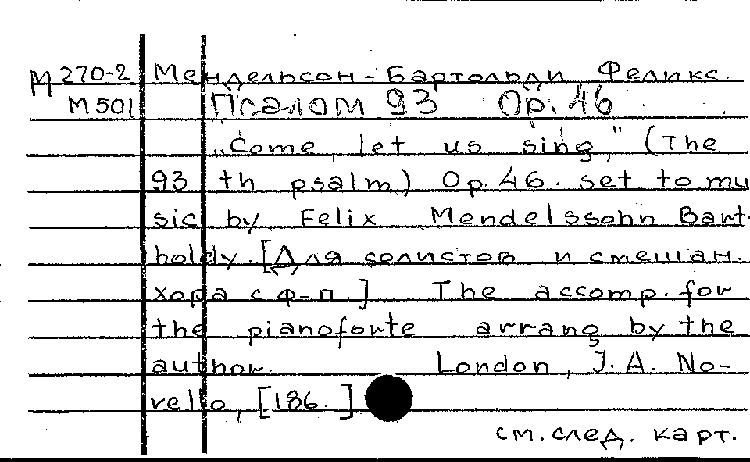 М 270-2 Мендельсон-Бартольди Феликс.
М501 Псалом 93 Ор. 46
„Come, let us sing," (The
93 th psalm) Op. 46. set to mu
sic by Felix Mendelssohn Bart-
holdy. [Для солистов и смешан.
хора с ф-п.] The accomp. for
the pianoforte arrang by the
author. London, J. A. No-
vello, [186. ]
см. след. карт.